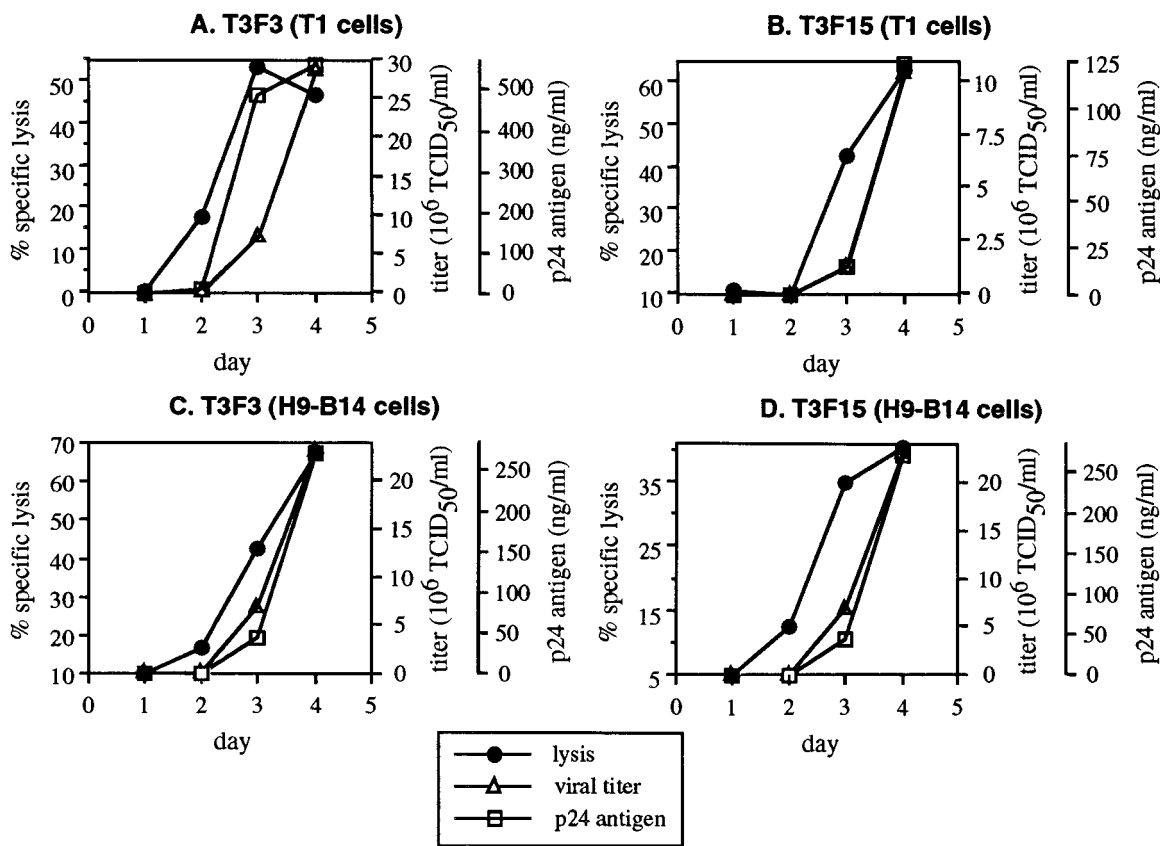 A. T3F3 (T1 cells)
% specific lysis
50
40
30
20
10
0
0 1 2 3 4 5
day
30
25
20
15
10
5
0
titer (10⁶ TCID₅₀/ml)
500
400
300
200
100
0
p24 antigen (ng/ml)
B. T3F15 (T1 cells)
% specific lysis
60
50
40
30
20
10
0 1 2 3 4 5
day
10
7.5
5
2.5
0
titer (10⁶ TCID₅₀/ml)
125
100
75
50
25
0
p24 antigen (ng/ml)
C. T3F3 (H9-B14 cells)
% specific lysis
70
60
50
40
30
20
10
0 1 2 3 4 5
day
20
15
10
5
0
titer (10⁶ TCID₅₀/ml)
250
200
150
100
50
0
p24 antigen (ng/ml)
D. T3F15 (H9-B14 cells)
% specific lysis
35
25
15
5
0 1 2 3 4 5
day
20
15
10
5
0
titer (10⁶ TCID₅₀/ml)
250
200
150
100
50
0
p24 antigen (ng/ml)
lysis
viral titer
p24 antigen